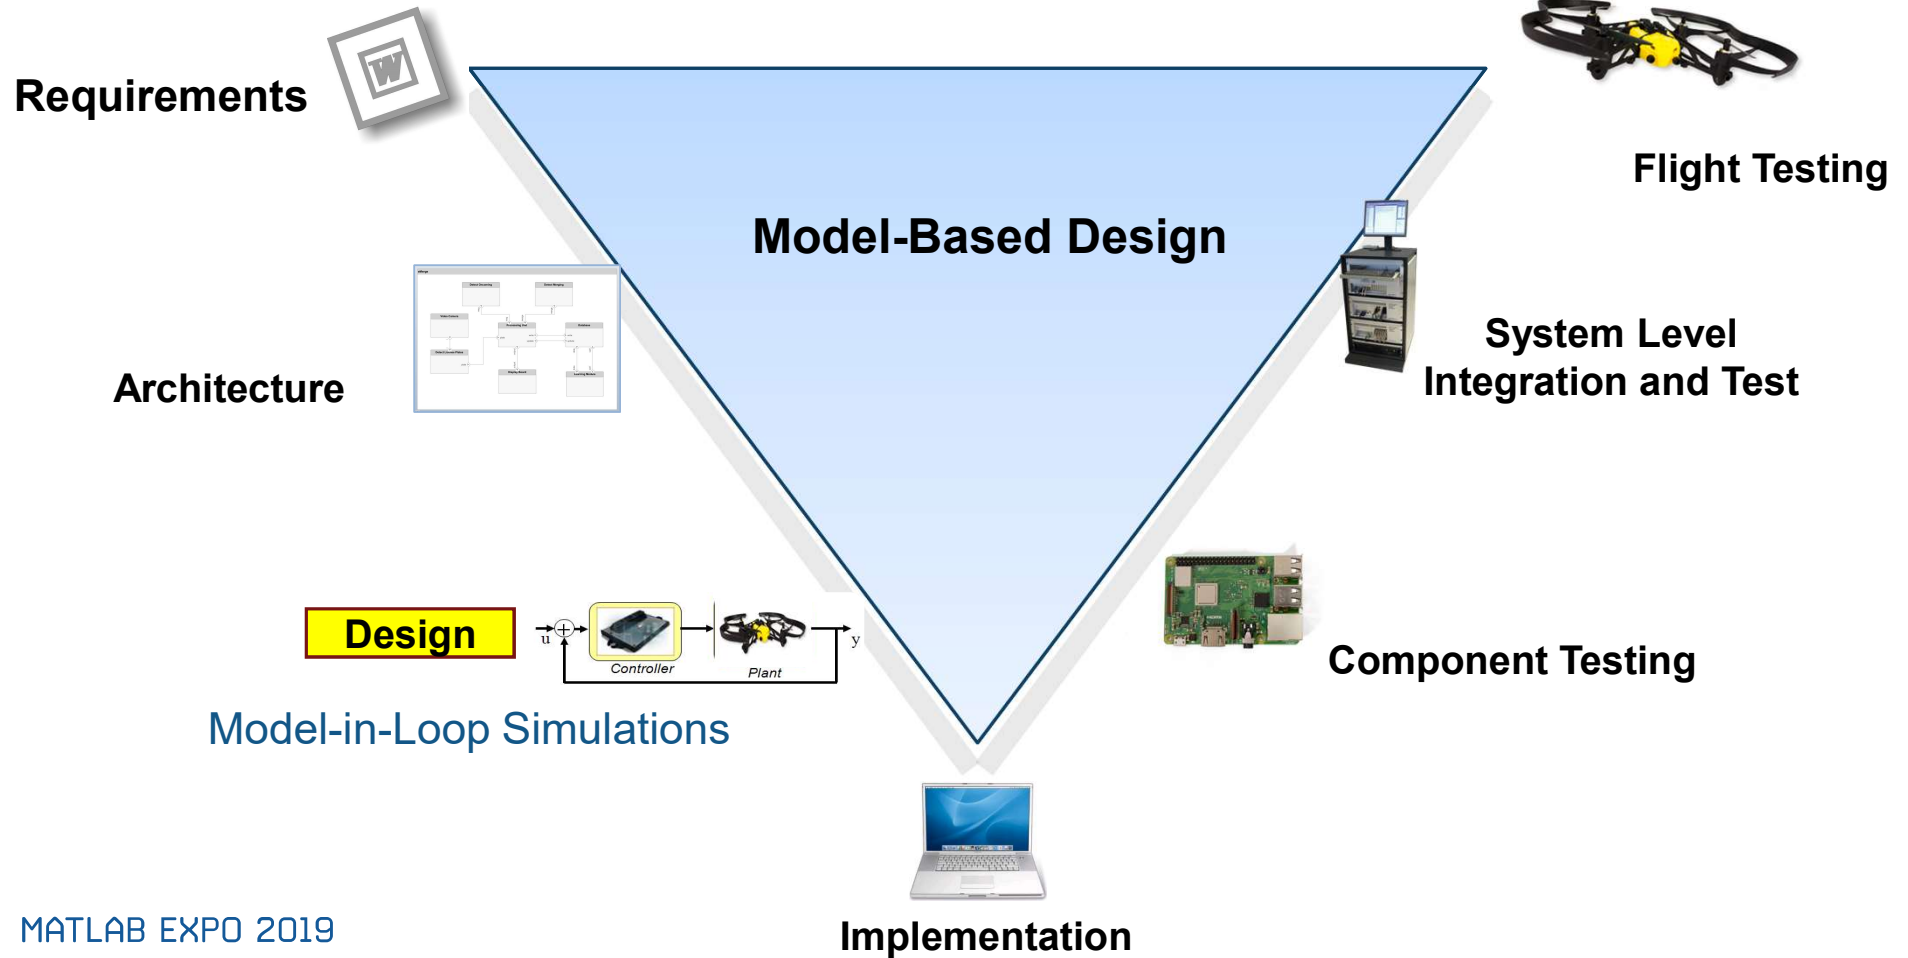 Requirements
W
Model-Based Design
Flight Testing
Architecture
System Level
Integration and Test
Design
u
Controller
Plant
y
Component Testing
Model-in-Loop Simulations
Implementation
MATLAB EXPO 2019